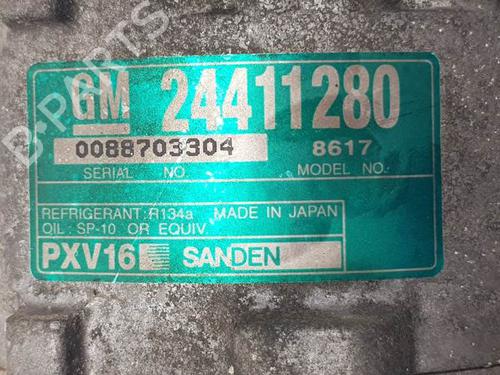 GM 24411280
0088703304 8617
SERIAL NO. MODEL NO.
REFRIGERANT : R134a MADE IN JAPAN
OIL : SP-10 OR EQUIV.
PXV16 SANDEN
B-PARTS